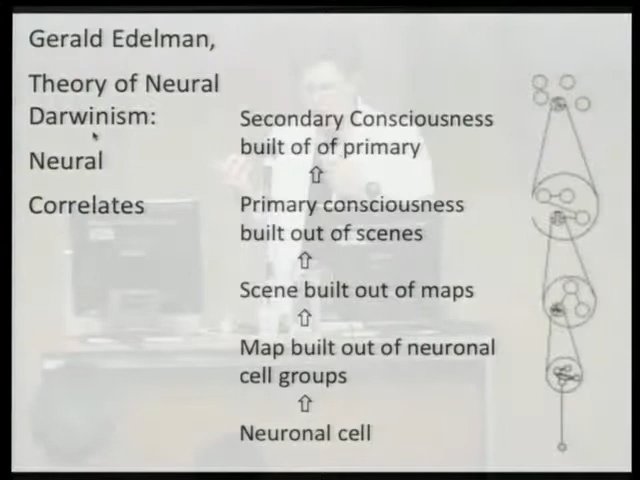 Gerald Edelman,
Theory of Neural
Darwinism:
Neural
Correlates
Secondary Consciousness
built of of primary
⇧
Primary consciousness
built out of scenes
⇧
Scene built out of maps
⇧
Map built out of neuronal
cell groups
⇧
Neuronal cell